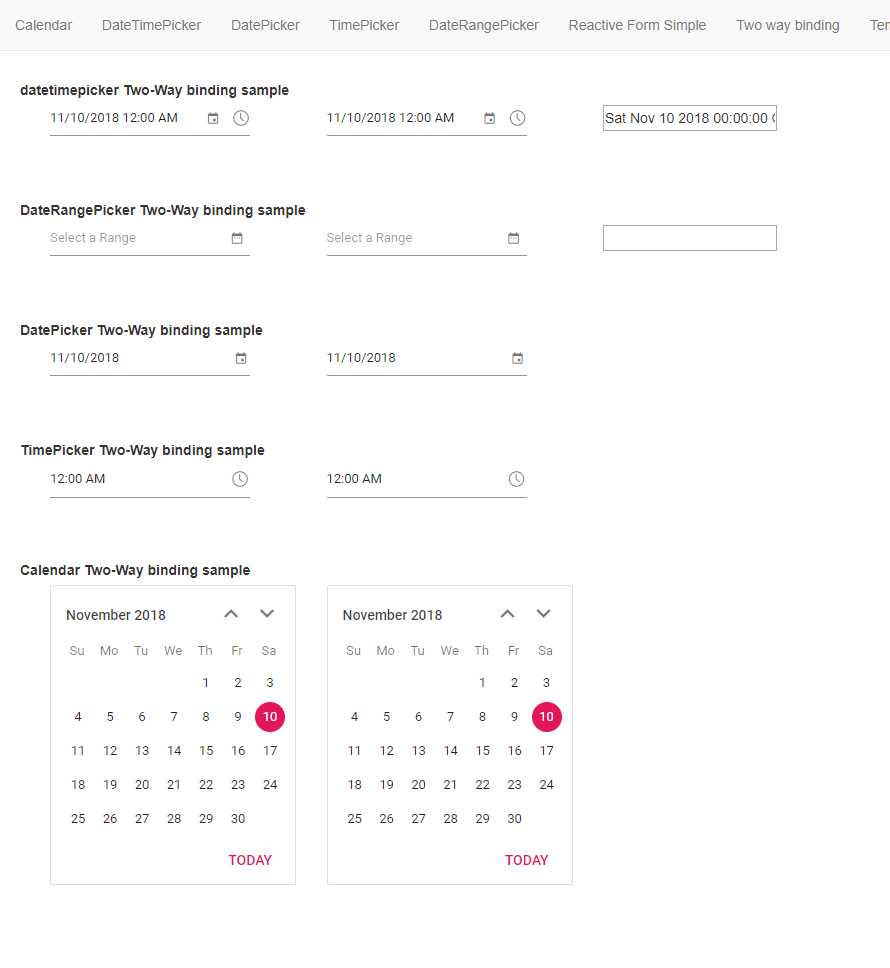 Calendar DateTimePicker DatePicker TimePicker DateRangePicker Reactive Form Simple Two way binding
datetimepicker Two-Way binding sample
11/10/2018 12:00 AM 11/10/2018 12:00 AM Sat Nov 10 2018 00:00:00
DateRangePicker Two-Way binding sample
Select a Range Select a Range
DatePicker Two-Way binding sample
11/10/2018 11/10/2018
TimePicker Two-Way binding sample
12:00 AM 12:00 AM
Calendar Two-Way binding sample
November 2018
Su Mo Tu We Th Fr Sa
1 2 3
4 5 6 7 8 9 10
11 12 13 14 15 16 17
18 19 20 21 22 23 24
25 26 27 28 29 30
TODAY
November 2018
Su Mo Tu We Th Fr Sa
1 2 3
4 5 6 7 8 9 10
11 12 13 14 15 16 17
18 19 20 21 22 23 24
25 26 27 28 29 30
TODAY